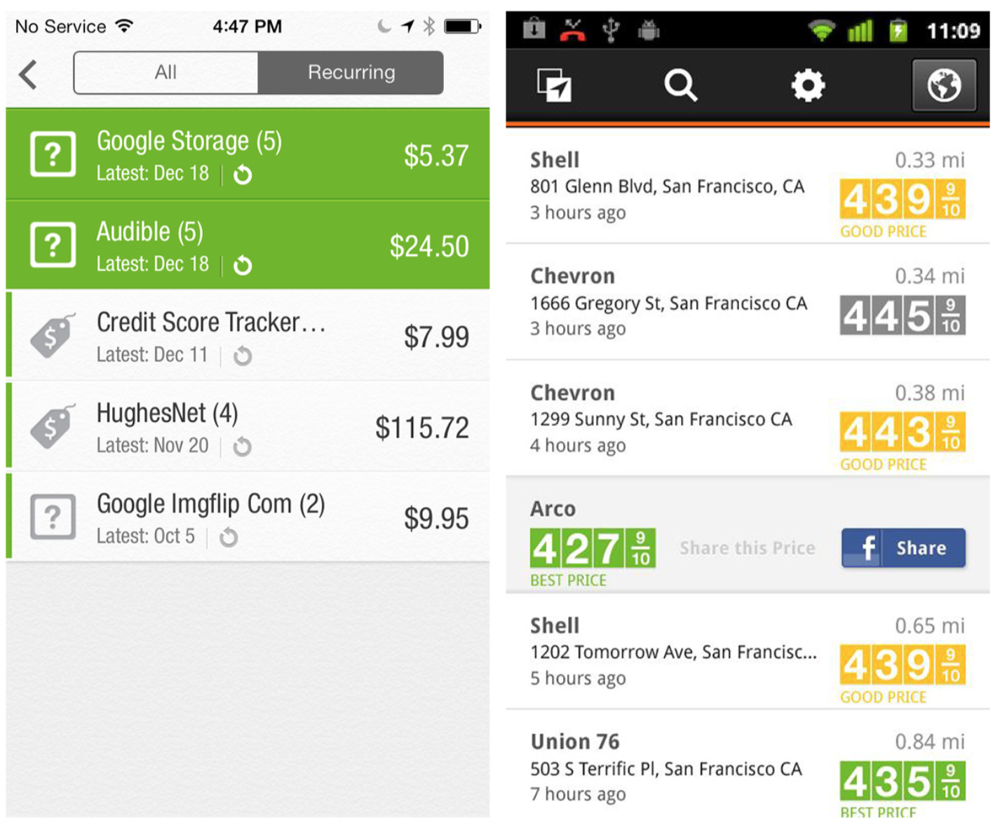 No Service 4:47 PM
All Recurring
? Google Storage (5) $5.37
Latest: Dec 18
? Audible (5) $24.50
Latest: Dec 18
$ Credit Score Tracker... $7.99
Latest: Dec 11
$ HughesNet (4) $115.72
Latest: Nov 20
? Google Imgflip Com (2) $9.95
Latest: Oct 5
11:09
Shell 0.33 mi
801 Glenn Blvd, San Francisco, CA 439 9/10
3 hours ago GOOD PRICE
Chevron 0.34 mi
1666 Gregory St, San Francisco CA 445 9/10
3 hours ago
Chevron 0.38 mi
1299 Sunny St, San Francisco CA 443 9/10
4 hours ago GOOD PRICE
Arco
427 9/10 Share this Price f Share
BEST PRICE
Shell 0.65 mi
1202 Tomorrow Ave, San Francisc... 439 9/10
5 hours ago GOOD PRICE
Union 76 0.84 mi
503 S Terrific Pl, San Francisco CA 435 9/10
7 hours ago BEST PRICE